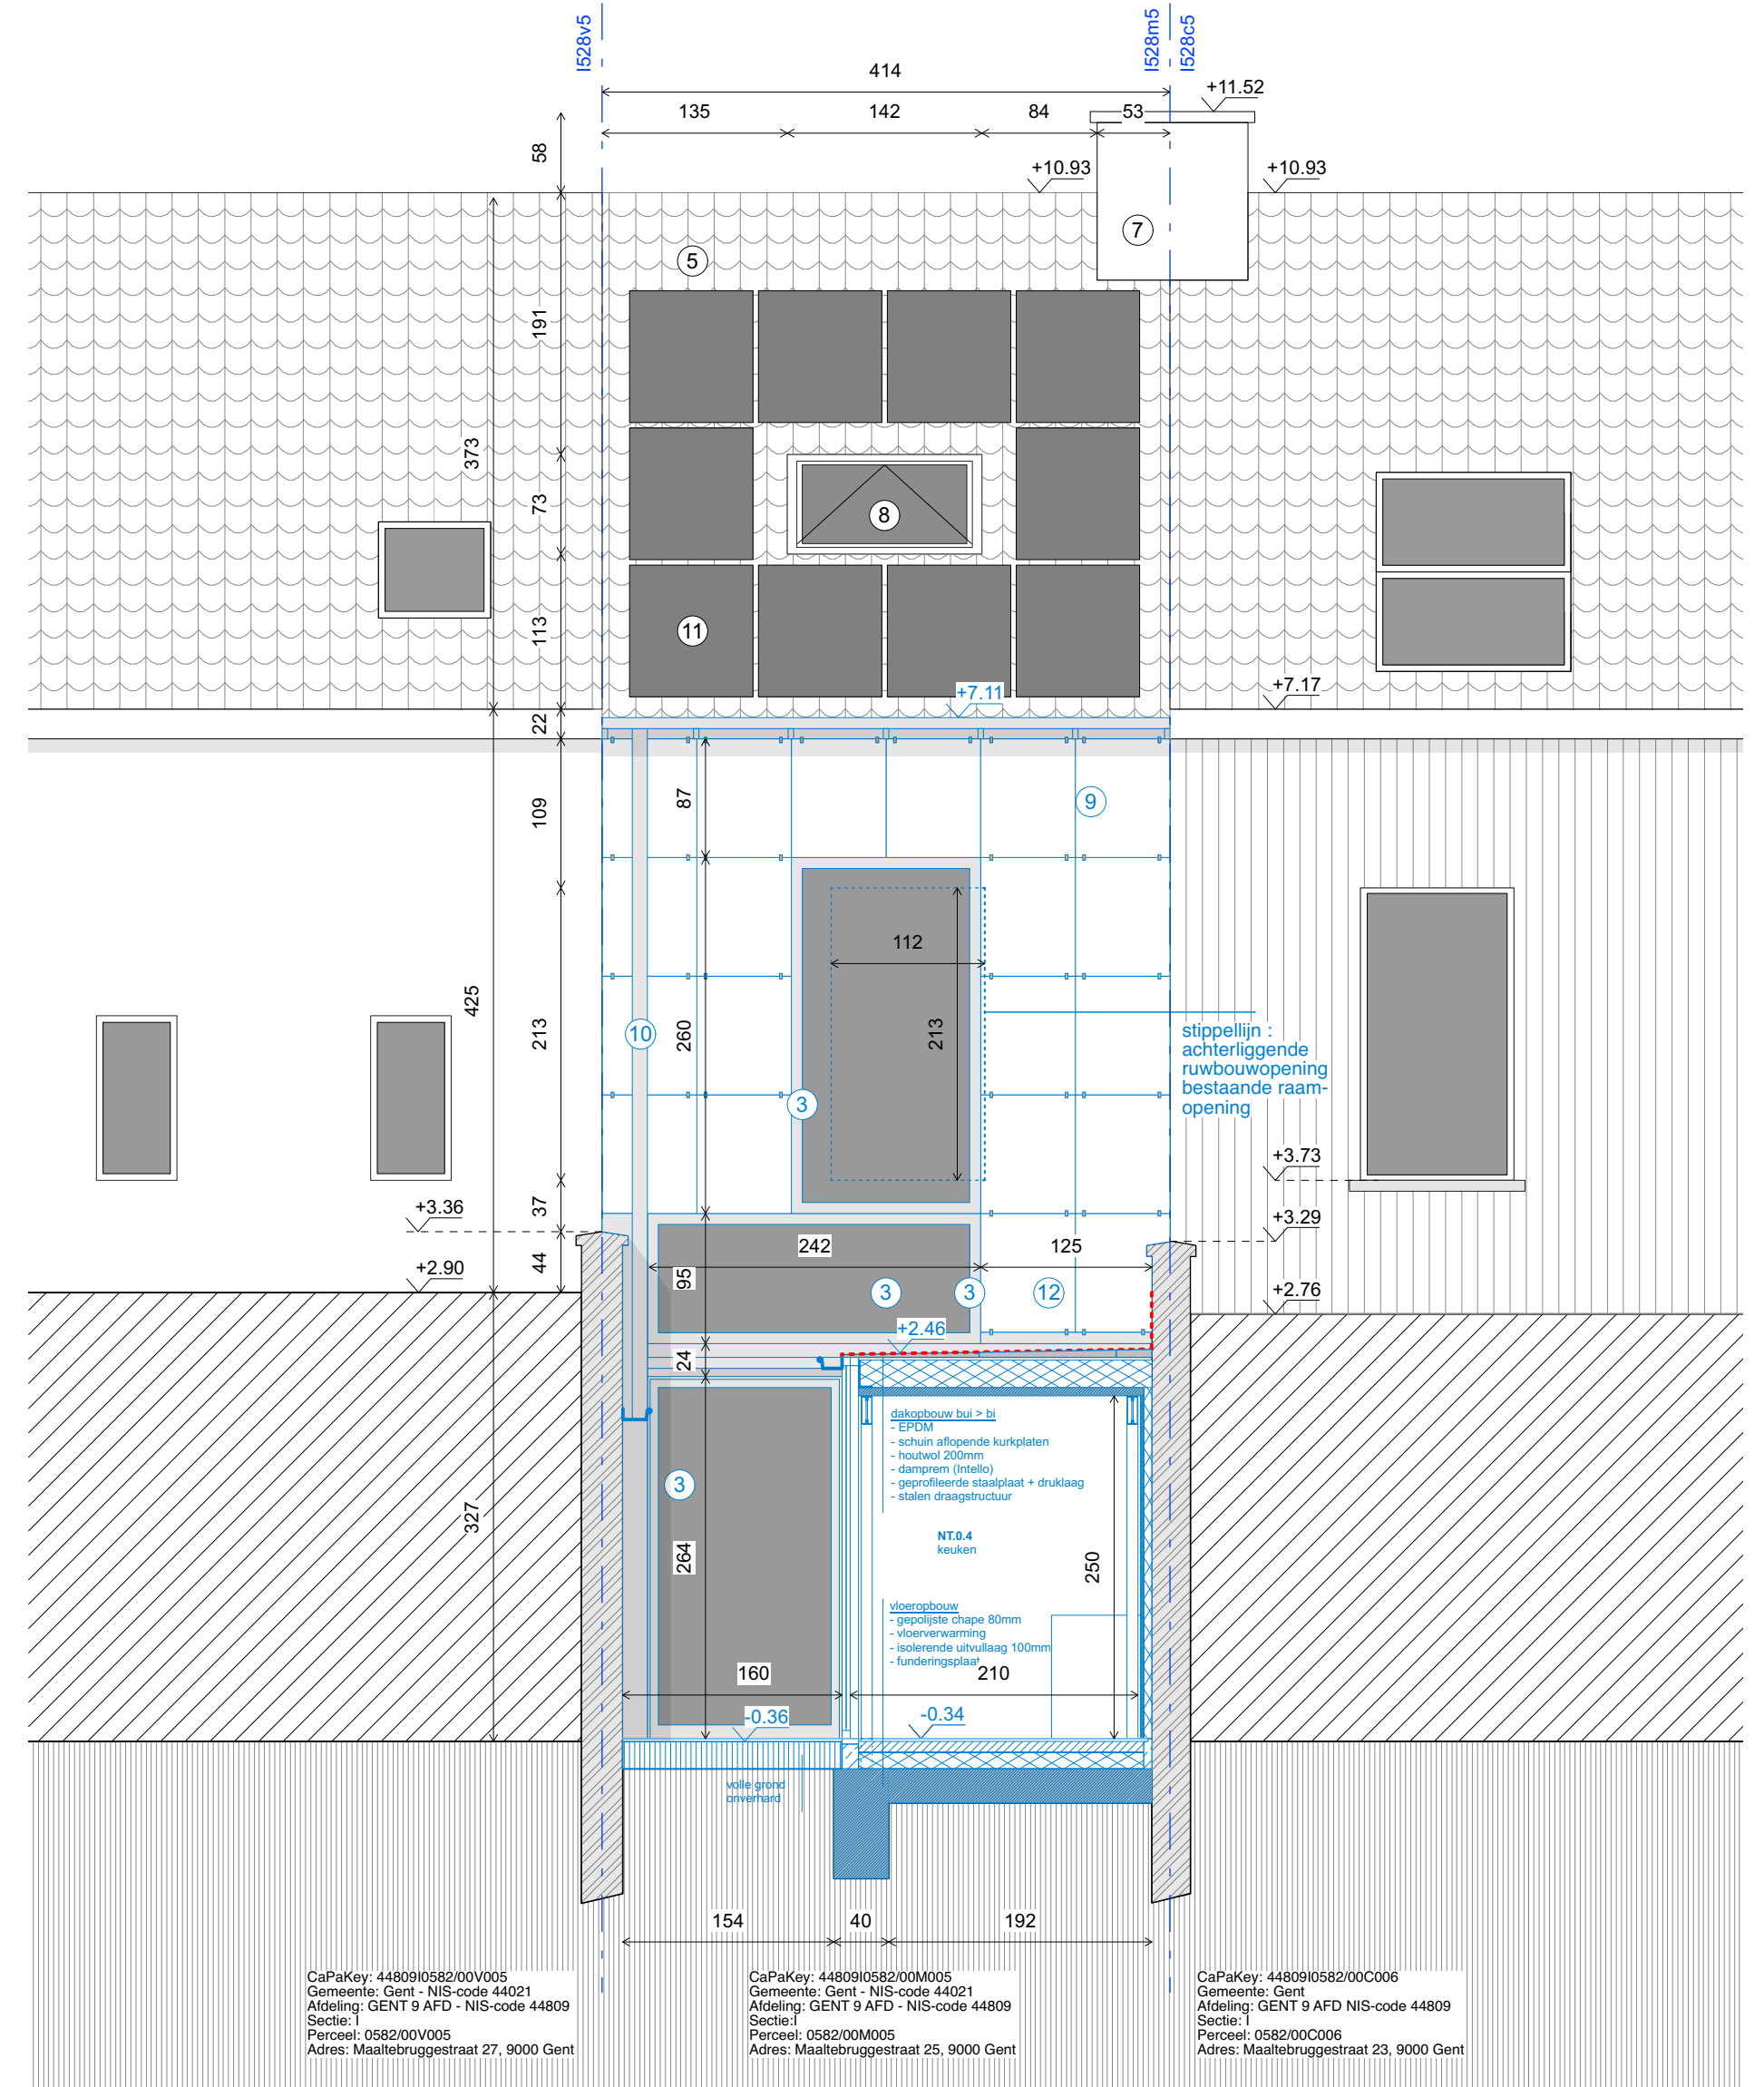 I528v5
I528m5
I528c5
414
+11.52
135
142
84
53
58
+10.93
+10.93
7
5
191
373
73
8
113
11
+7.11
+7.17
22
87
9
109
112
425
213
10
260
213
stippellijn :
achterliggende
ruwbouwopening
bestaande raam-
opening
3
+3.73
37
+3.36
+3.29
242
125
44
+2.90
95
3
3
12
+2.76
+2.46
24
dakopbouw bui > bi
- EPDM
- schuin aflopende kurkplaten
- houtwol 200mm
- damprem (Intello)
- geprofileerde staalplaat + druklaag
- stalen draagstructuur
3
327
NT.0.4
keuken
264
250
vloeropbouw
- gepolijste chape 80mm
- vloerverwarming
- isolerende uitvullaag 100mm
- funderingsplaat
160
210
-0.36
-0.34
volle grond
onverhard
154
40
192
CaPaKey: 44809I0582/00V005
Gemeente: Gent - NIS-code 44021
Afdeling: GENT 9 AFD - NIS-code 44809
Sectie: I
Perceel: 0582/00V005
Adres: Maaltebruggestraat 27, 9000 Gent
CaPaKey: 44809I0582/00M005
Gemeente: Gent - NIS-code 44021
Afdeling: GENT 9 AFD - NIS-code 44809
Sectie:I
Perceel: 0582/00M005
Adres: Maaltebruggestraat 25, 9000 Gent
CaPaKey: 44809I0582/00C006
Gemeente: Gent
Afdeling: GENT 9 AFD NIS-code 44809
Sectie: I
Perceel: 0582/00C006
Adres: Maaltebruggestraat 23, 9000 Gent